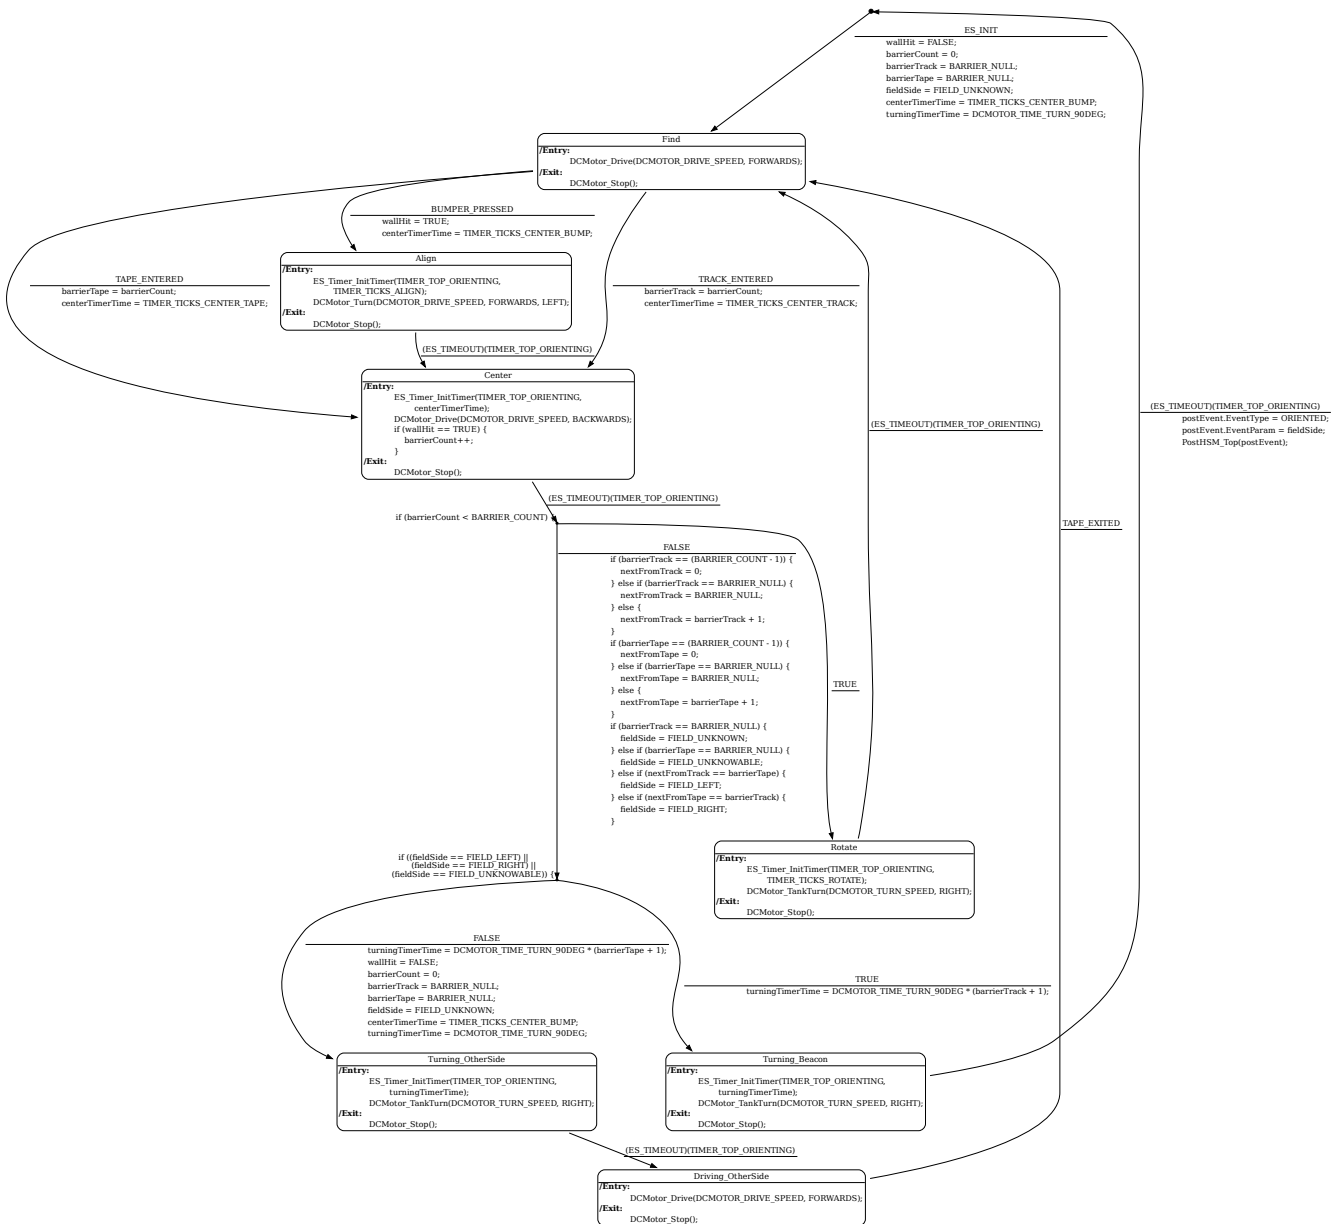 ES_INIT
wallHit = FALSE;
barrierCount = 0;
barrierTrack = BARRIER_NULL;
barrierTape = BARRIER_NULL;
fieldSide = FIELD_UNKNOWN;
centerTimerTime = TIMER_TICKS_CENTER_BUMP;
turningTimerTime = DCMOTOR_TIME_TURN_90DEG;
Find
/Entry:
DCMotor_Drive(DCMOTOR_DRIVE_SPEED, FORWARDS);
/Exit:
DCMotor_Stop();
BUMPER_PRESSED
wallHit = TRUE;
centerTimerTime = TIMER_TICKS_CENTER_BUMP;
TAPE_ENTERED
barrierTape = barrierCount;
centerTimerTime = TIMER_TICKS_CENTER_TAPE;
Align
/Entry:
ES_Timer_InitTimer(TIMER_TOP_ORIENTING,
TIMER_TICKS_ALIGN);
DCMotor_Turn(DCMOTOR_DRIVE_SPEED, FORWARDS, LEFT);
/Exit:
DCMotor_Stop();
TRACK_ENTERED
barrierTrack = barrierCount;
centerTimerTime = TIMER_TICKS_CENTER_TRACK;
(ES_TIMEOUT)(TIMER_TOP_ORIENTING)
Center
/Entry:
ES_Timer_InitTimer(TIMER_TOP_ORIENTING,
centerTimerTime);
DCMotor_Drive(DCMOTOR_DRIVE_SPEED, BACKWARDS);
if (wallHit == TRUE) {
barrierCount++;
}
/Exit:
DCMotor_Stop();
(ES_TIMEOUT)(TIMER_TOP_ORIENTING)
(ES_TIMEOUT)(TIMER_TOP_ORIENTING)
postEvent.EventType = ORIENTED;
postEvent.EventParam = fieldSide;
PostHSM_Top(postEvent);
(ES_TIMEOUT)(TIMER_TOP_ORIENTING)
if (barrierCount < BARRIER_COUNT) {
TAPE_EXITED
FALSE
if (barrierTrack == (BARRIER_COUNT - 1)) {
nextFromTrack = 0;
} else if (barrierTrack == BARRIER_NULL) {
nextFromTrack = BARRIER_NULL;
} else {
nextFromTrack = barrierTrack + 1;
}
if (barrierTape == (BARRIER_COUNT - 1)) {
nextFromTape = 0;
} else if (barrierTape == BARRIER_NULL) {
nextFromTape = BARRIER_NULL;
} else {
nextFromTape = barrierTape + 1;
}
if (barrierTrack == BARRIER_NULL) {
fieldSide = FIELD_UNKNOWN;
} else if (barrierTape == BARRIER_NULL) {
fieldSide = FIELD_UNKNOWABLE;
} else if (nextFromTrack == barrierTape) {
fieldSide = FIELD_LEFT;
} else if (nextFromTape == barrierTrack) {
fieldSide = FIELD_RIGHT;
}
TRUE
Rotate
/Entry:
ES_Timer_InitTimer(TIMER_TOP_ORIENTING,
TIMER_TICKS_ROTATE);
DCMotor_TankTurn(DCMOTOR_TURN_SPEED, RIGHT);
/Exit:
DCMotor_Stop();
if ((fieldSide == FIELD_LEFT) ||
(fieldSide == FIELD_RIGHT) ||
(fieldSide == FIELD_UNKNOWABLE)) {
FALSE
turningTimerTime = DCMOTOR_TIME_TURN_90DEG * (barrierTape + 1);
wallHit = FALSE;
barrierCount = 0;
barrierTrack = BARRIER_NULL;
barrierTape = BARRIER_NULL;
fieldSide = FIELD_UNKNOWN;
centerTimerTime = TIMER_TICKS_CENTER_BUMP;
turningTimerTime = DCMOTOR_TIME_TURN_90DEG;
TRUE
turningTimerTime = DCMOTOR_TIME_TURN_90DEG * (barrierTrack + 1);
Turning_OtherSide
/Entry:
ES_Timer_InitTimer(TIMER_TOP_ORIENTING,
turningTimerTime);
DCMotor_TankTurn(DCMOTOR_TURN_SPEED, RIGHT);
/Exit:
DCMotor_Stop();
Turning_Beacon
/Entry:
ES_Timer_InitTimer(TIMER_TOP_ORIENTING,
turningTimerTime);
DCMotor_TankTurn(DCMOTOR_TURN_SPEED, RIGHT);
/Exit:
DCMotor_Stop();
(ES_TIMEOUT)(TIMER_TOP_ORIENTING)
Driving_OtherSide
/Entry:
DCMotor_Drive(DCMOTOR_DRIVE_SPEED, FORWARDS);
/Exit:
DCMotor_Stop();